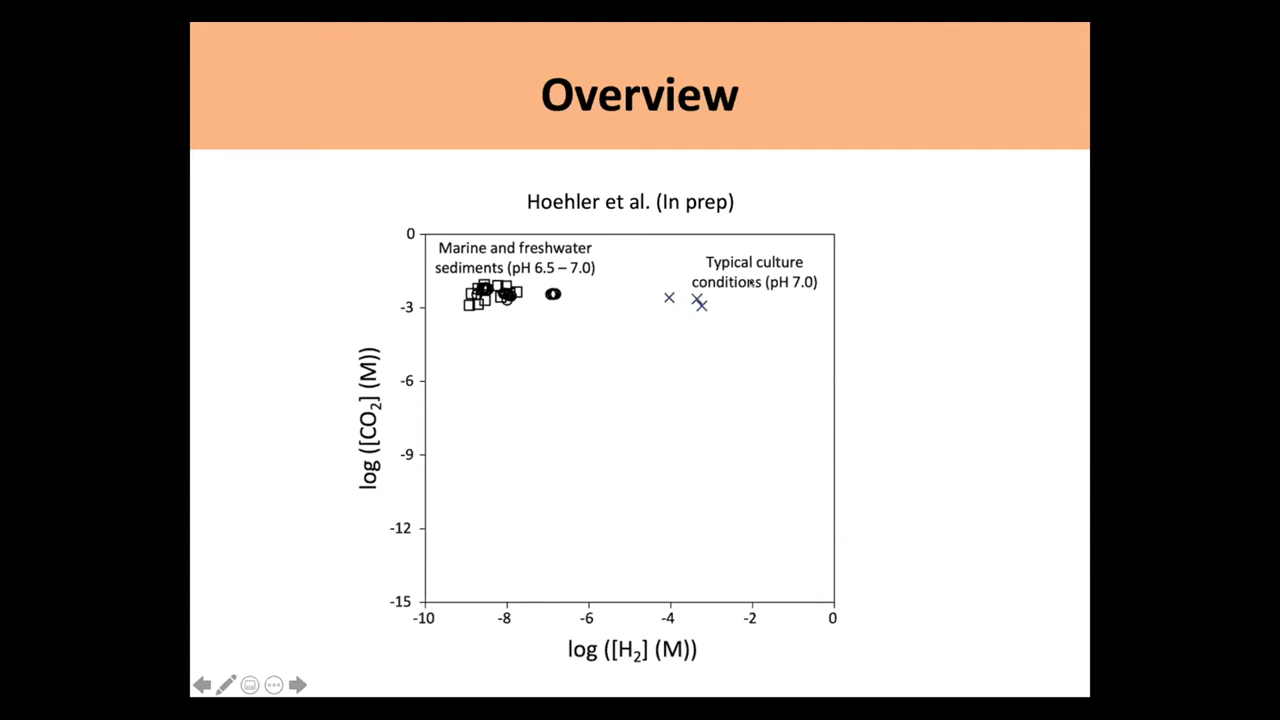 Overview
Hoehler et al. (In prep)
Marine and freshwater
sediments (pH 6.5 – 7.0)
Typical culture
conditions (pH 7.0)
0
-3
-6
-9
-12
-15
log ([CO₂] (M))
-10
-8
-6
-4
-2
0
log ([H₂] (M))